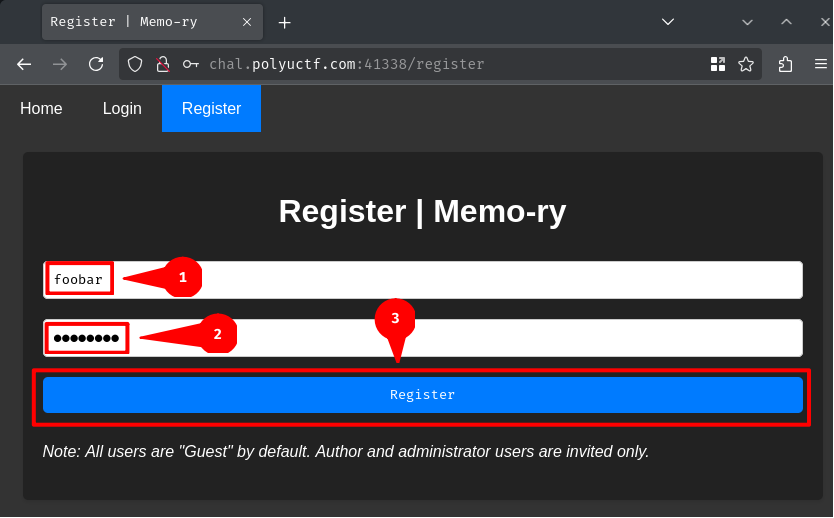 Register | Memo-ry
chal.polyuctf.com:41338/register
Home Login Register
Register | Memo-ry
foobar
1
●●●●●●●●
2
3
Register
Note: All users are "Guest" by default. Author and administrator users are invited only.